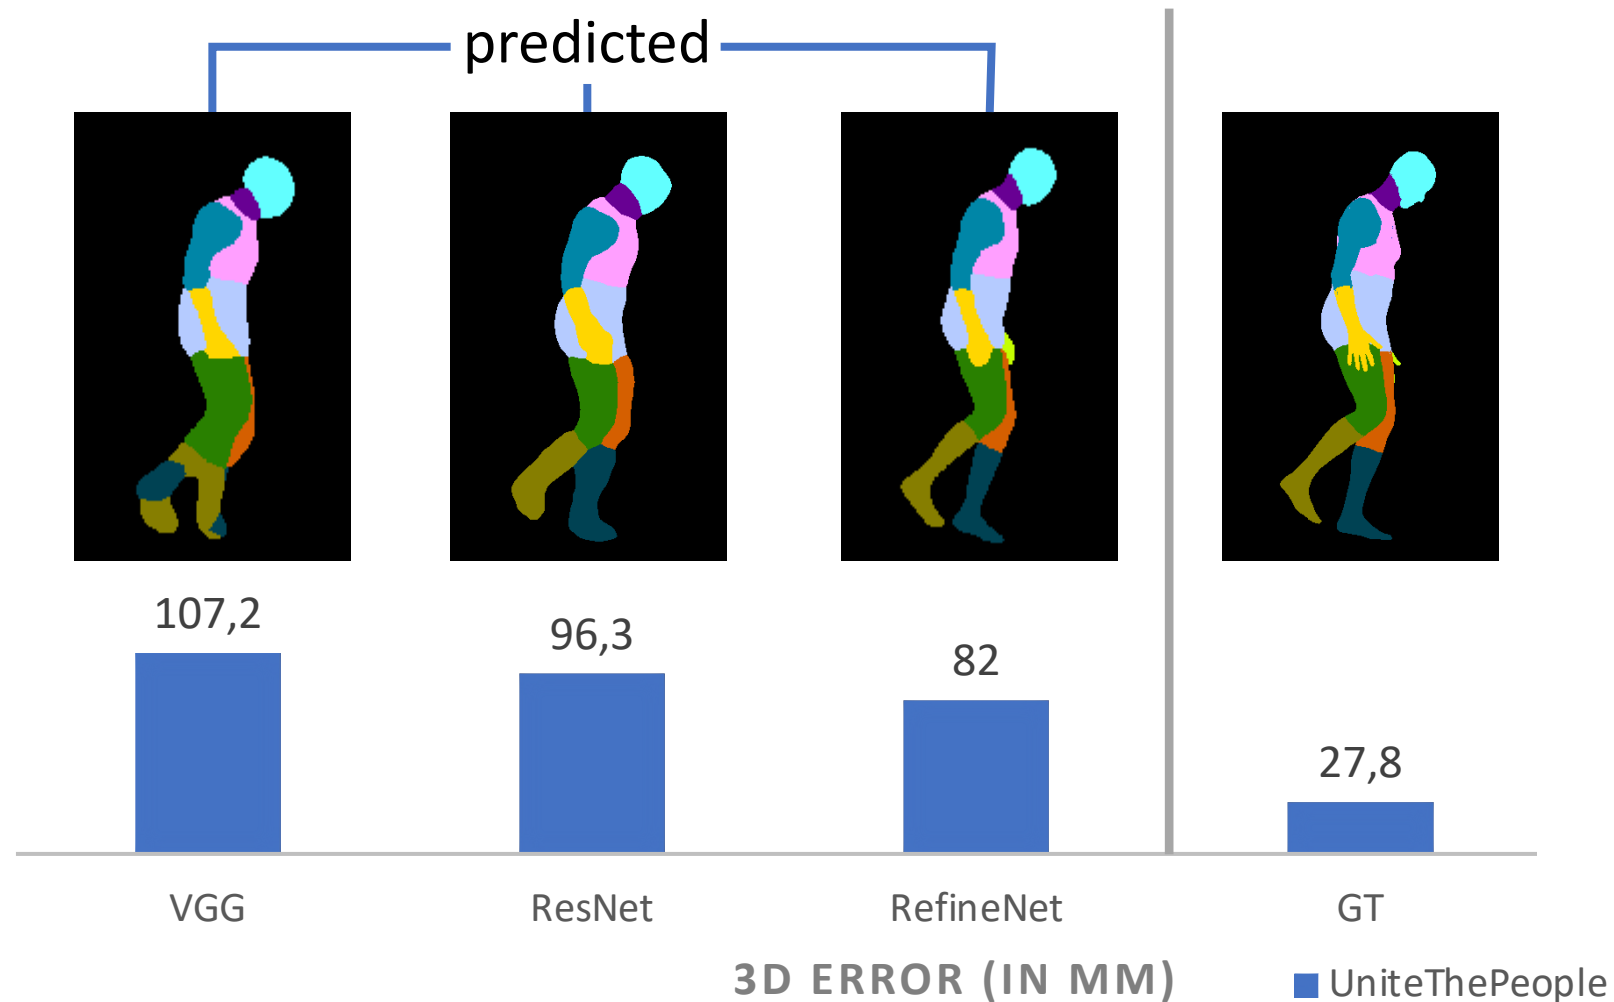 predicted
107,2
96,3
82
27,8
VGG
ResNet
RefineNet
GT
3D ERROR (IN MM)
UniteThePeople